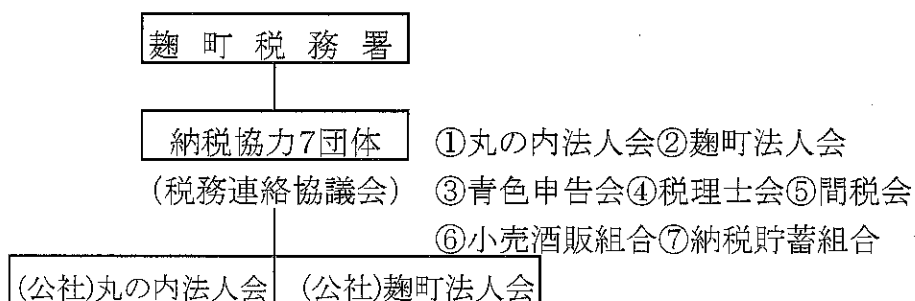 麹町税務署
納税協力7団体 ①丸の内法人会②麹町法人会
(税務連絡協議会) ③青色申告会④税理士会⑤間税会
⑥小売酒販組合⑦納税貯蓄組合
(公社)丸の内法人会 (公社)麹町法人会